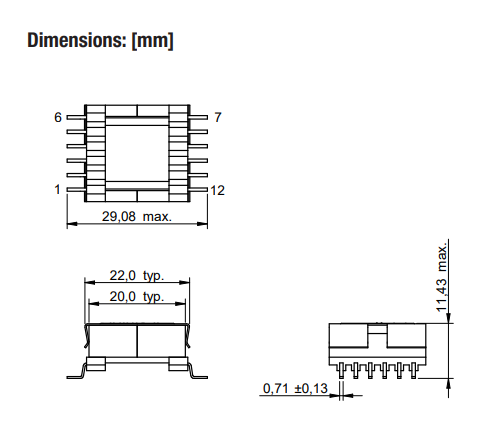 Dimensions: [mm]
6
7
1
12
29,08 max.
22,0 typ.
20,0 typ.
11,43 max.
0,71 ±0,13